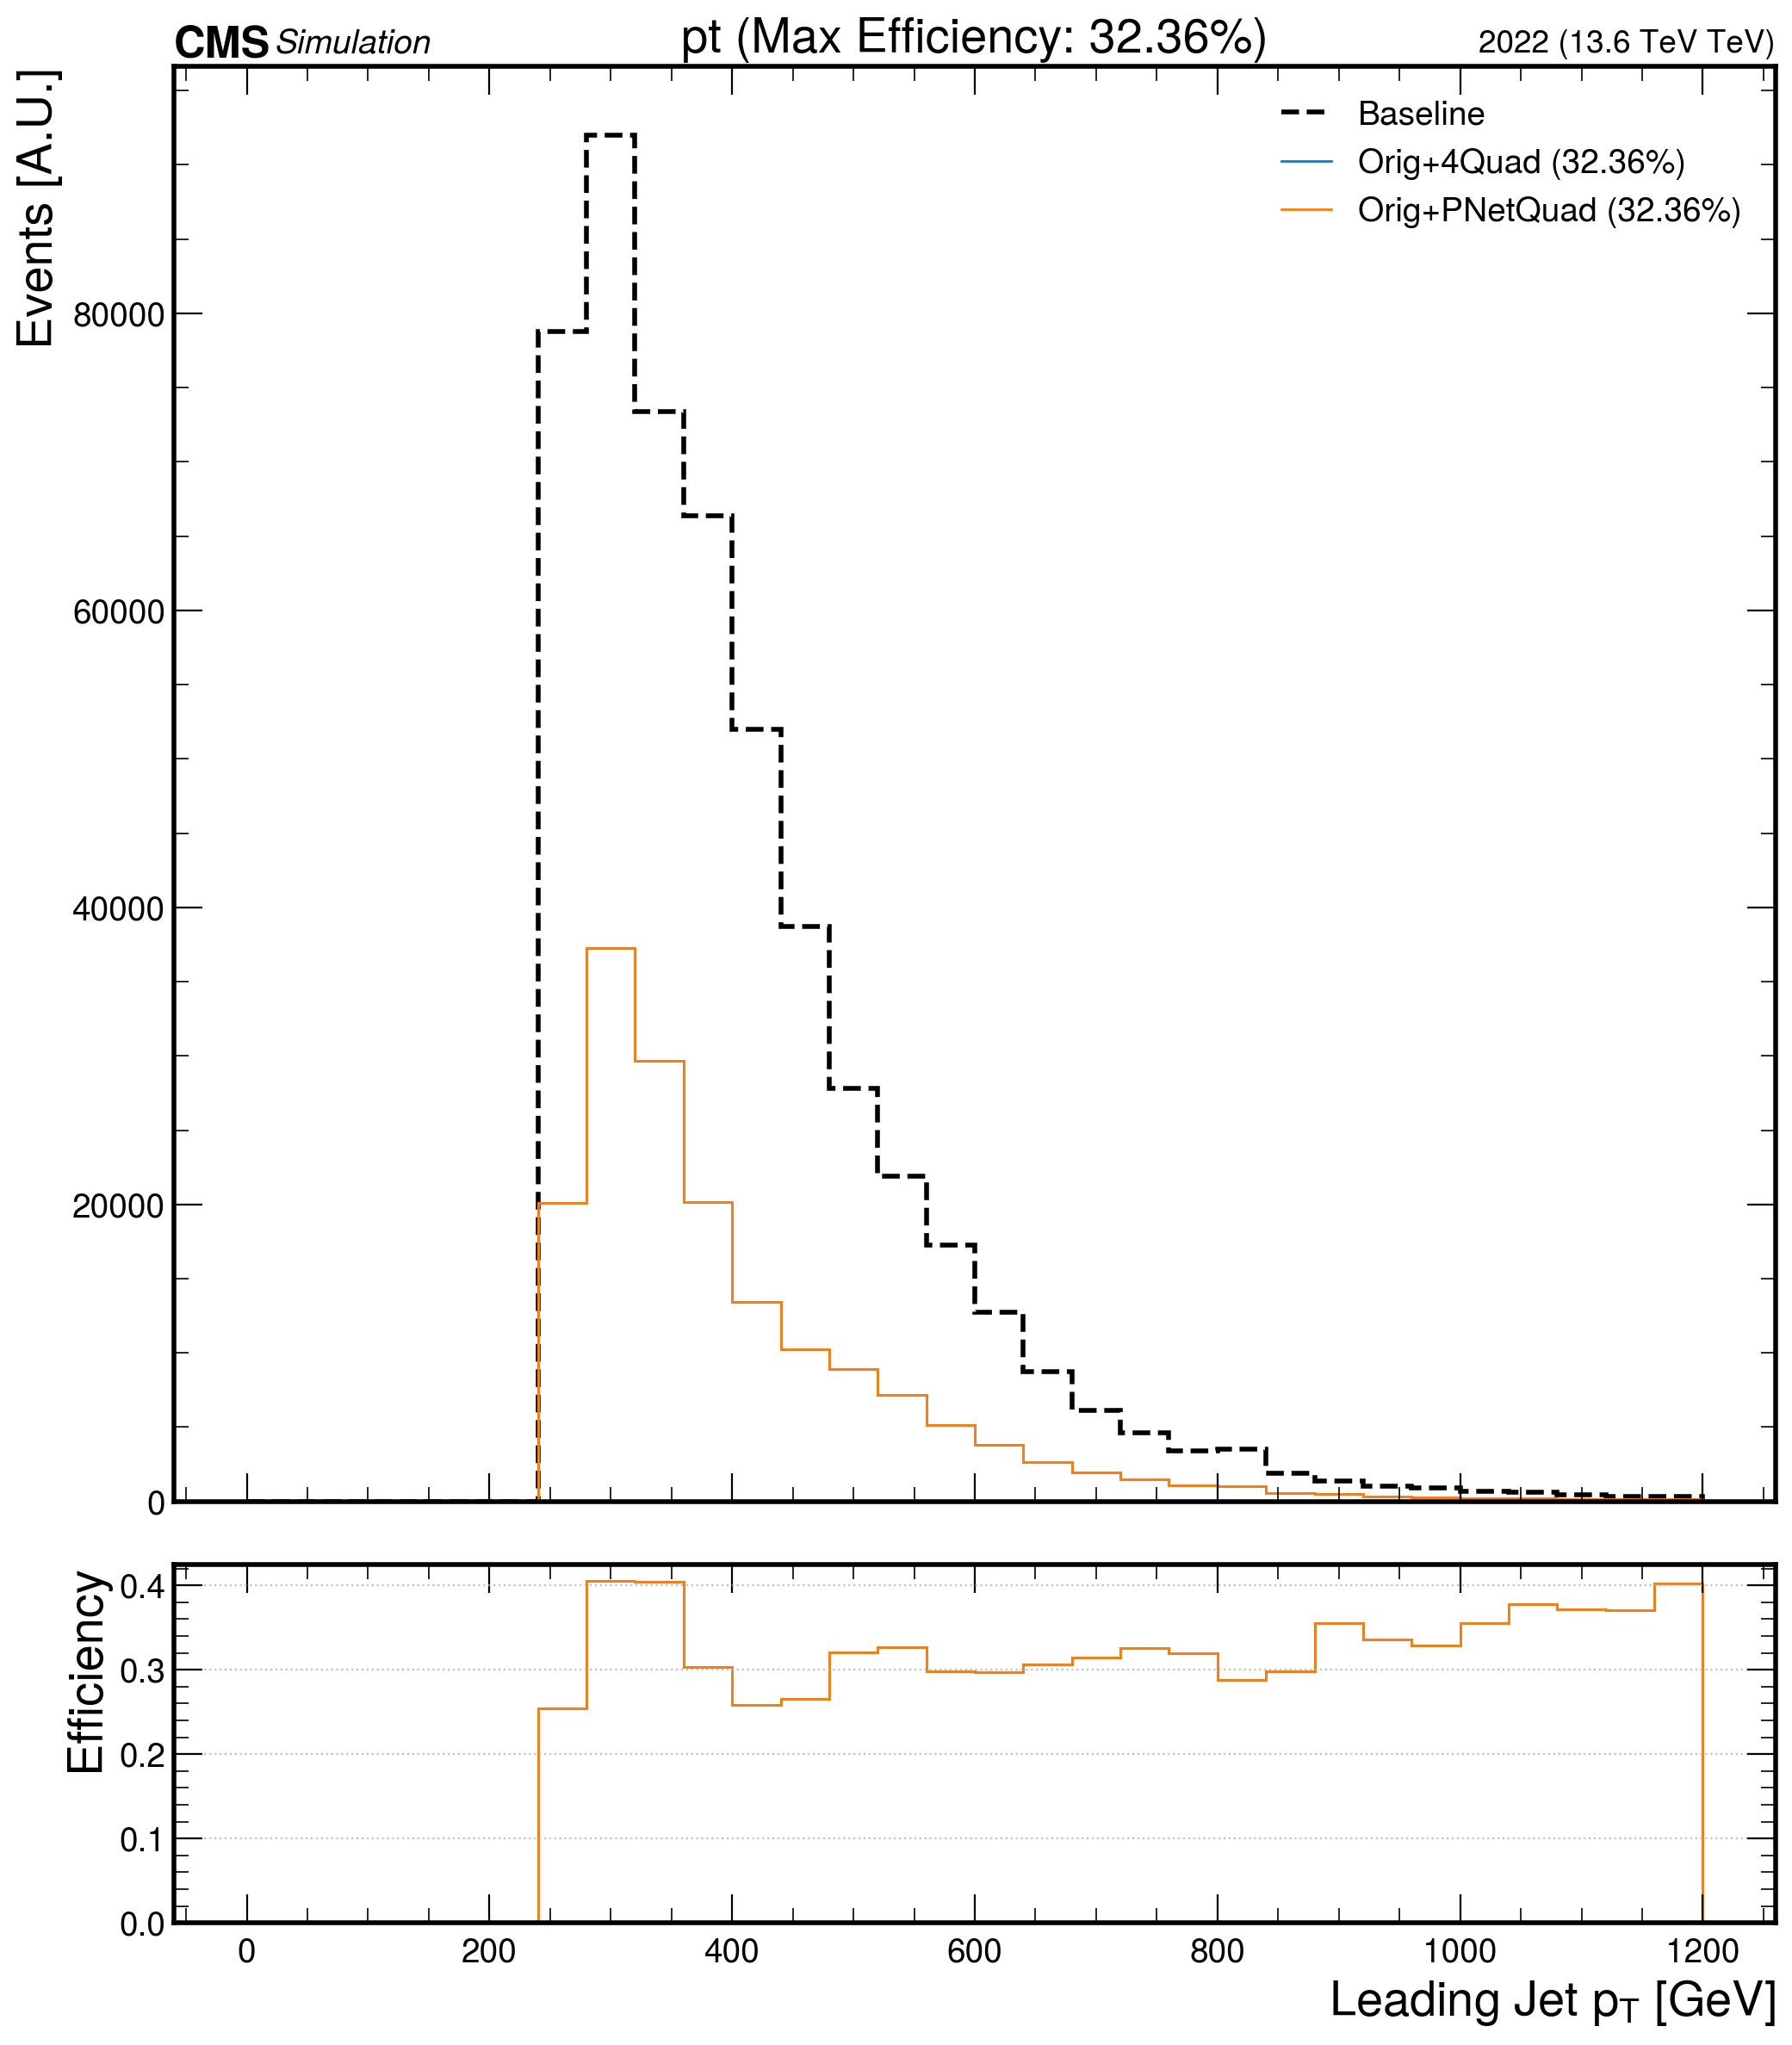 CMS Simulation pt (Max Efficiency: 32.36%) 2022 (13.6 TeV TeV)
Events [A.U.]
Baseline
Orig+4Quad (32.36%)
Orig+PNetQuad (32.36%)
80000
60000
40000
20000
0
Efficiency
0.4
0.3
0.2
0.1
0.0
0 200 400 600 800 1000 1200
Leading Jet pT [GeV]